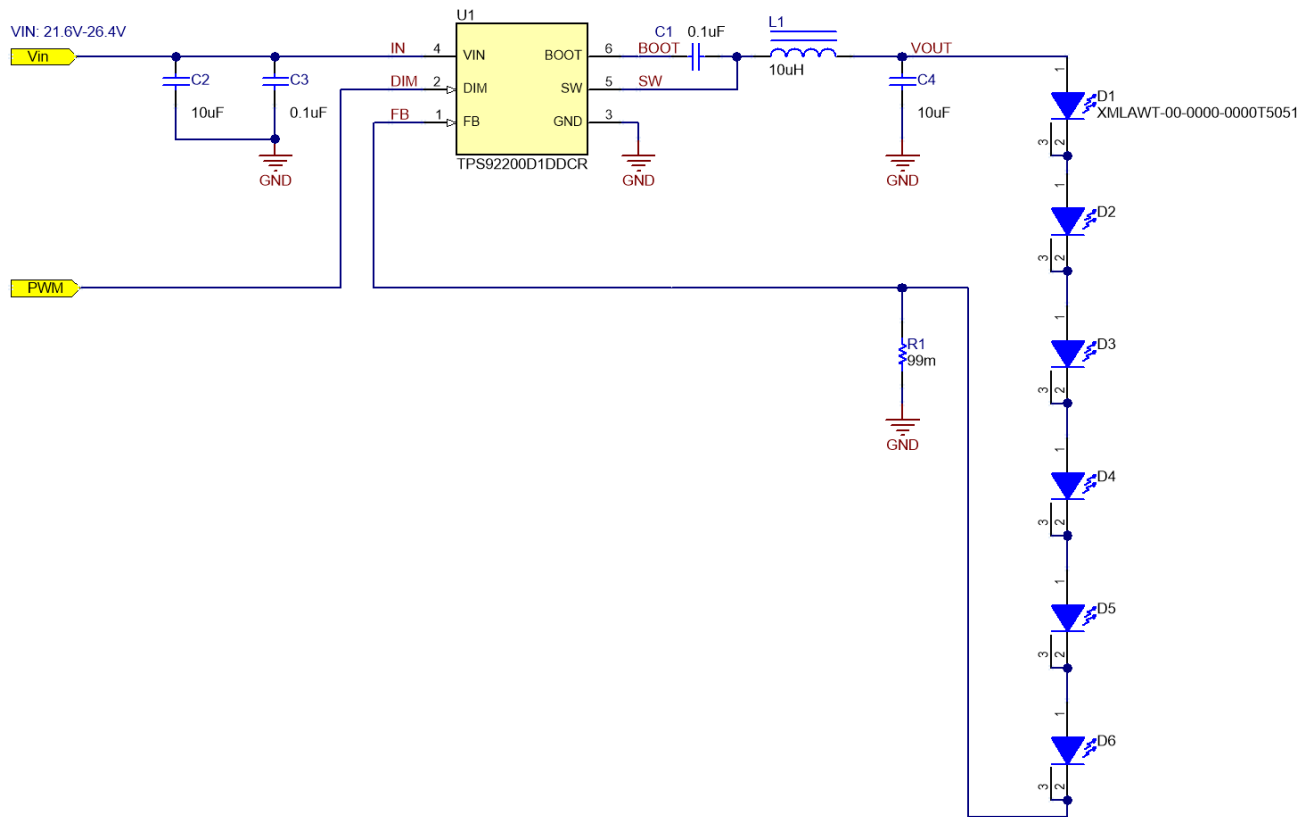 VIN: 21.6V-26.4V
Vin
IN
DIM
FB
4
2
1
U1
VIN
DIM
FB
BOOT
SW
GND
TPS92200D1DDCR
6
5
3
BOOT
SW
GND
C1
0.1uF
L1
10uH
VOUT
C2
10uF
C3
0.1uF
GND
C4
10uF
GND
PWM
R1
99m
GND
1
D1
XMLAWT-00-0000-0000T5051
3
2
1
D2
3
2
1
D3
3
2
1
D4
3
2
1
D5
3
2
1
D6
3
2